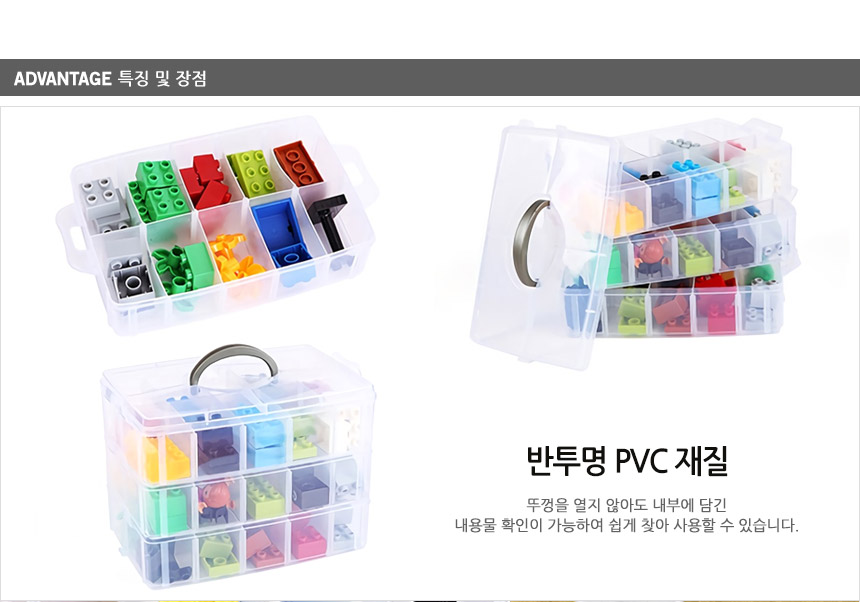 ADVANTAGE 특징 및 장점
반투명 PVC 재질
뚜껑을 열지 않아도 내부에 담긴
내용물 확인이 가능하여 쉽게 찾아 사용할 수 있습니다.